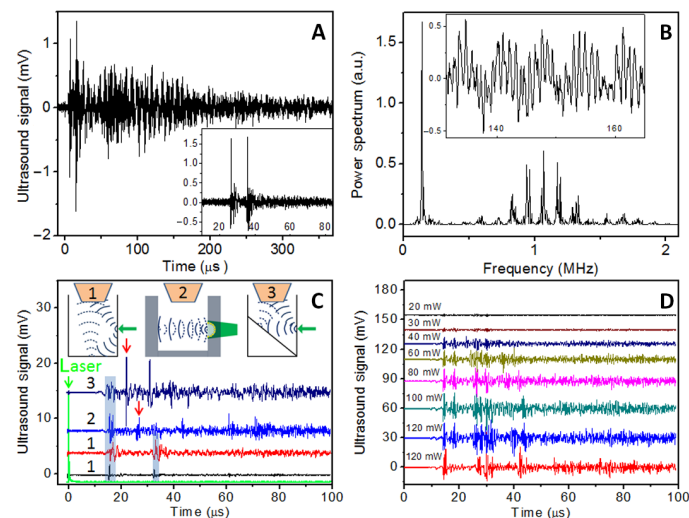 A
Ultrasound signal (mV)
1
0
−1
−2
0
100
200
300
Time (μs)
1.5
1.0
0.5
0.0
−0.5
20
40
60
80
B
Power spectrum (a.u.)
1.5
1.0
0.5
0.0
0
1
2
Frequency (MHz)
0.5
0.0
-0.5
140
160
C
Ultrasound signal (mV)
30
20
10
0
1
2
3
Laser
3
2
1
1
0
20
40
60
80
100
Time (μs)
D
Ultrasound signal (mV)
180
150
120
90
60
30
0
20 mW
30 mW
40 mW
60 mW
80 mW
100 mW
120 mW
120 mW
0
20
40
60
80
100
Time (μs)